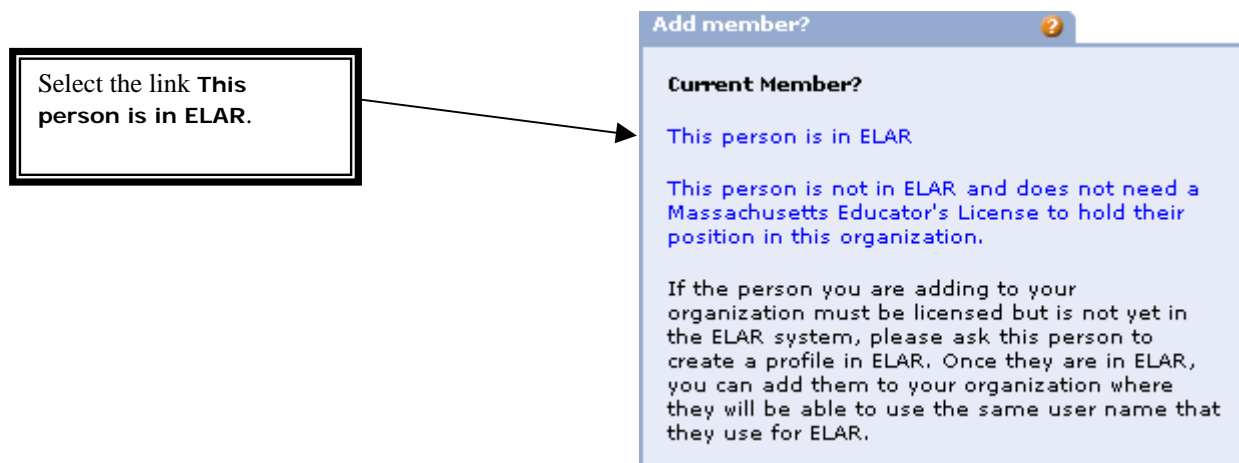 Select the link This
person is in ELAR.
Add member?
?
Current Member?
This person is in ELAR
This person is not in ELAR and does not need a
Massachusetts Educator's License to hold their
position in this organization.
If the person you are adding to your
organization must be licensed but is not yet in
the ELAR system, please ask this person to
create a profile in ELAR. Once they are in ELAR,
you can add them to your organization where
they will be able to use the same user name that
they use for ELAR.